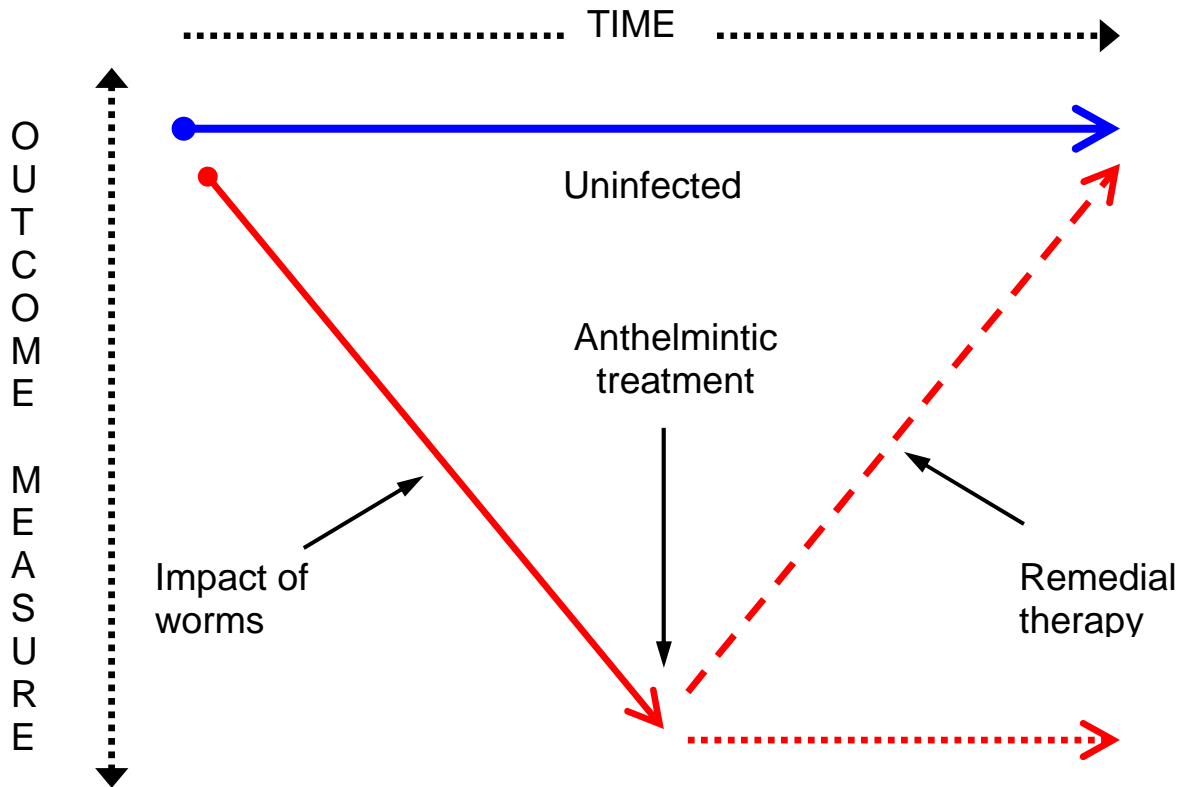 TIME
OUTCOME MEASURE
Uninfected
Anthelmintic
treatment
Impact of
worms
Remedial
therapy